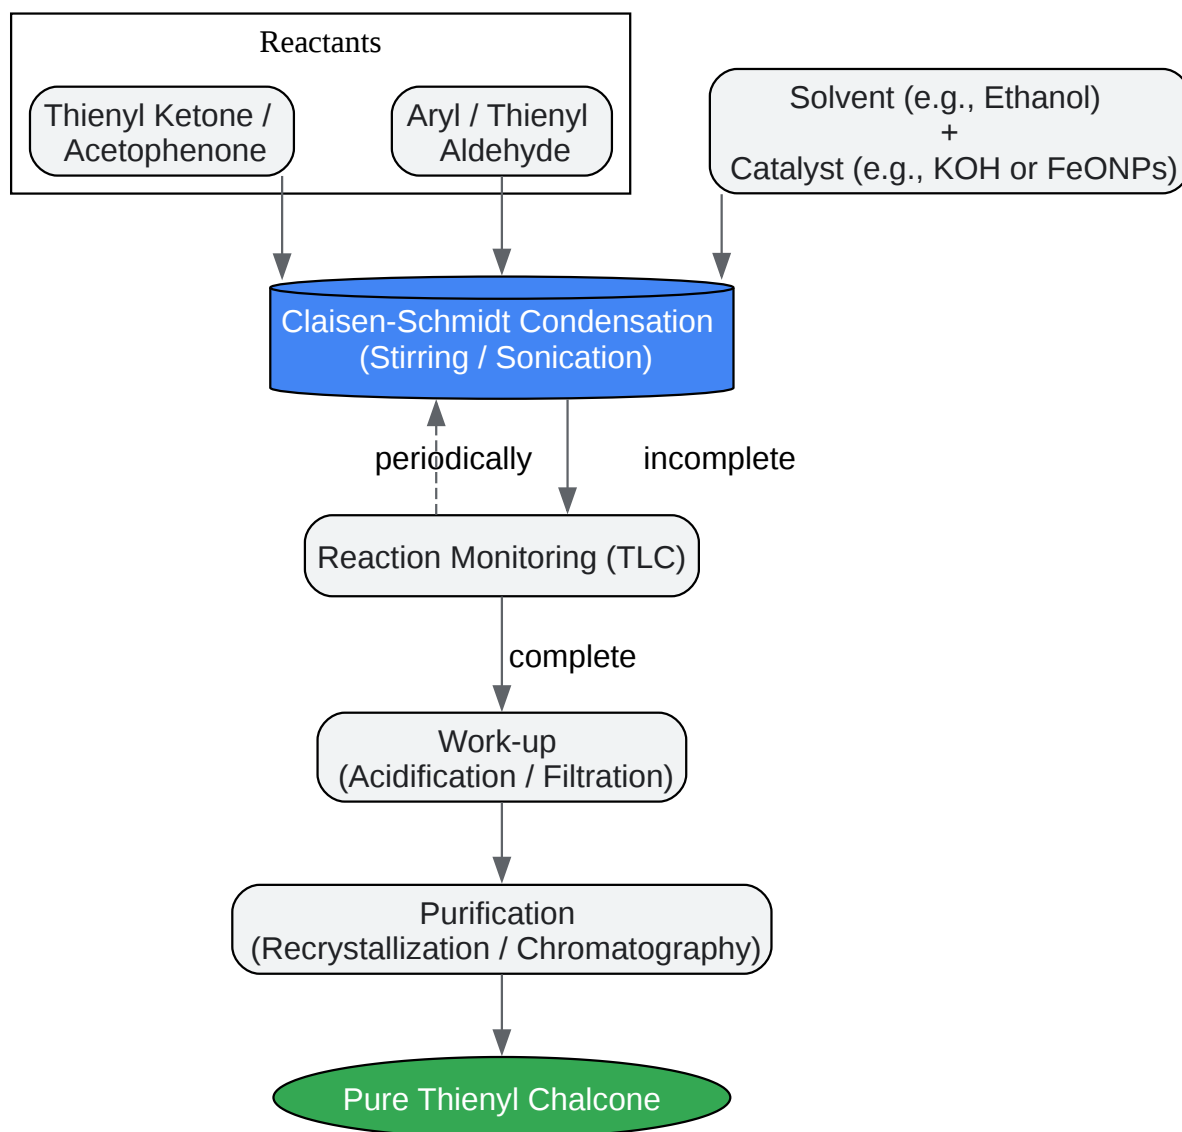 Reactants
Thienyl Ketone /
Acetophenone
Aryl / Thienyl
Aldehyde
Solvent (e.g., Ethanol)
+
Catalyst (e.g., KOH or FeONPs)
Claisen-Schmidt Condensation
(Stirring / Sonication)
periodically
incomplete
Reaction Monitoring (TLC)
complete
Work-up
(Acidification / Filtration)
Purification
(Recrystallization / Chromatography)
Pure Thienyl Chalcone